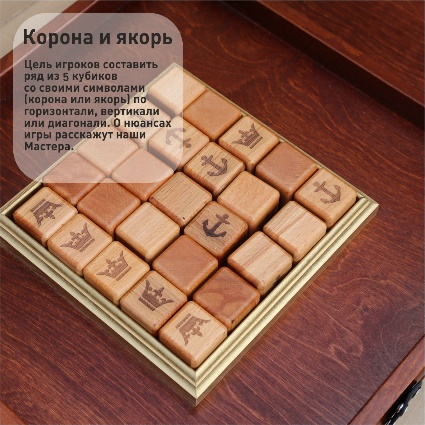 Корона и якорь
Цель игроков составить
ряд из 5 кубиков
со своими символами
(корона или якорь) по
горизонтали, вертикали
или диагонали. О нюансах
игры расскажут наши
Мастера.